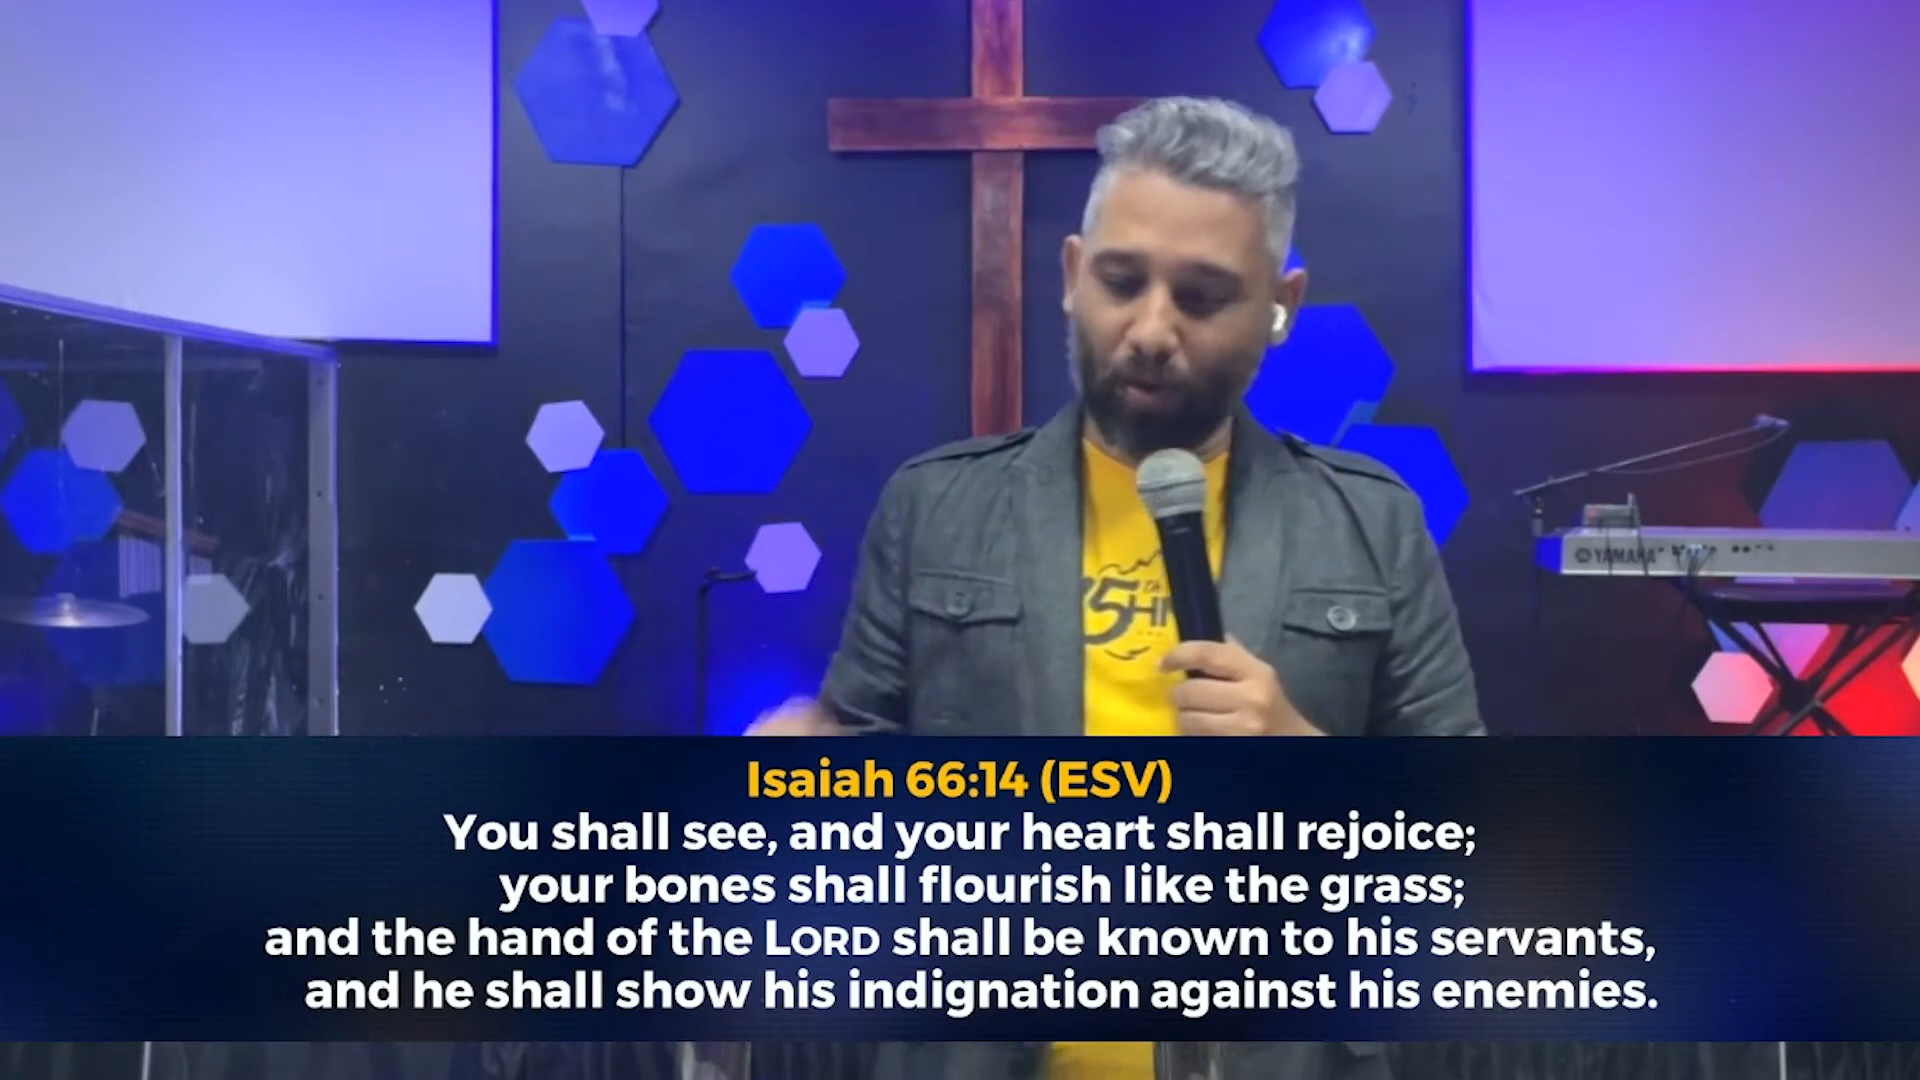 YAMAHA
Isaiah 66:14 (ESV)
You shall see, and your heart shall rejoice;
your bones shall flourish like the grass;
and the hand of the LORD shall be known to his servants,
and he shall show his indignation against his enemies.